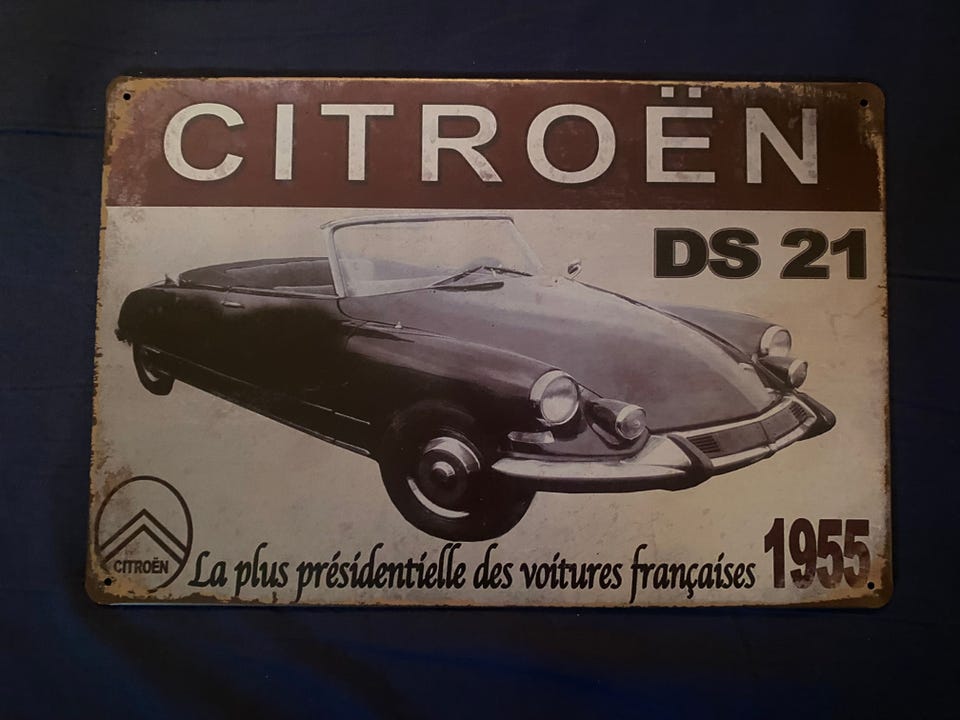 CITROËN
DS 21
CITROËN
La plus présidentielle des voitures françaises
1955